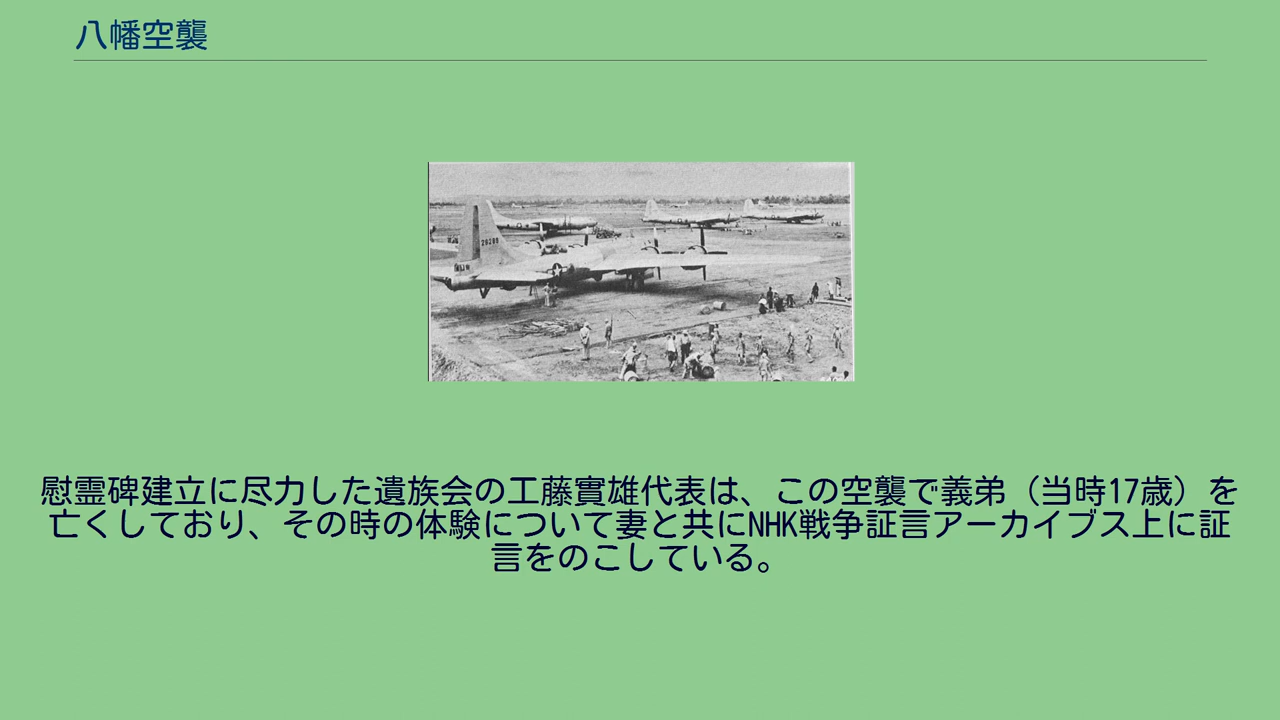 八幡空襲
26289
慰霊碑建立に尽力した遺族会の工藤實雄代表は、この空襲で義弟（当時17歳）を
亡くしており、その時の体験について妻と共にNHK戦争証言アーカイブス上に証
言をのこしている。